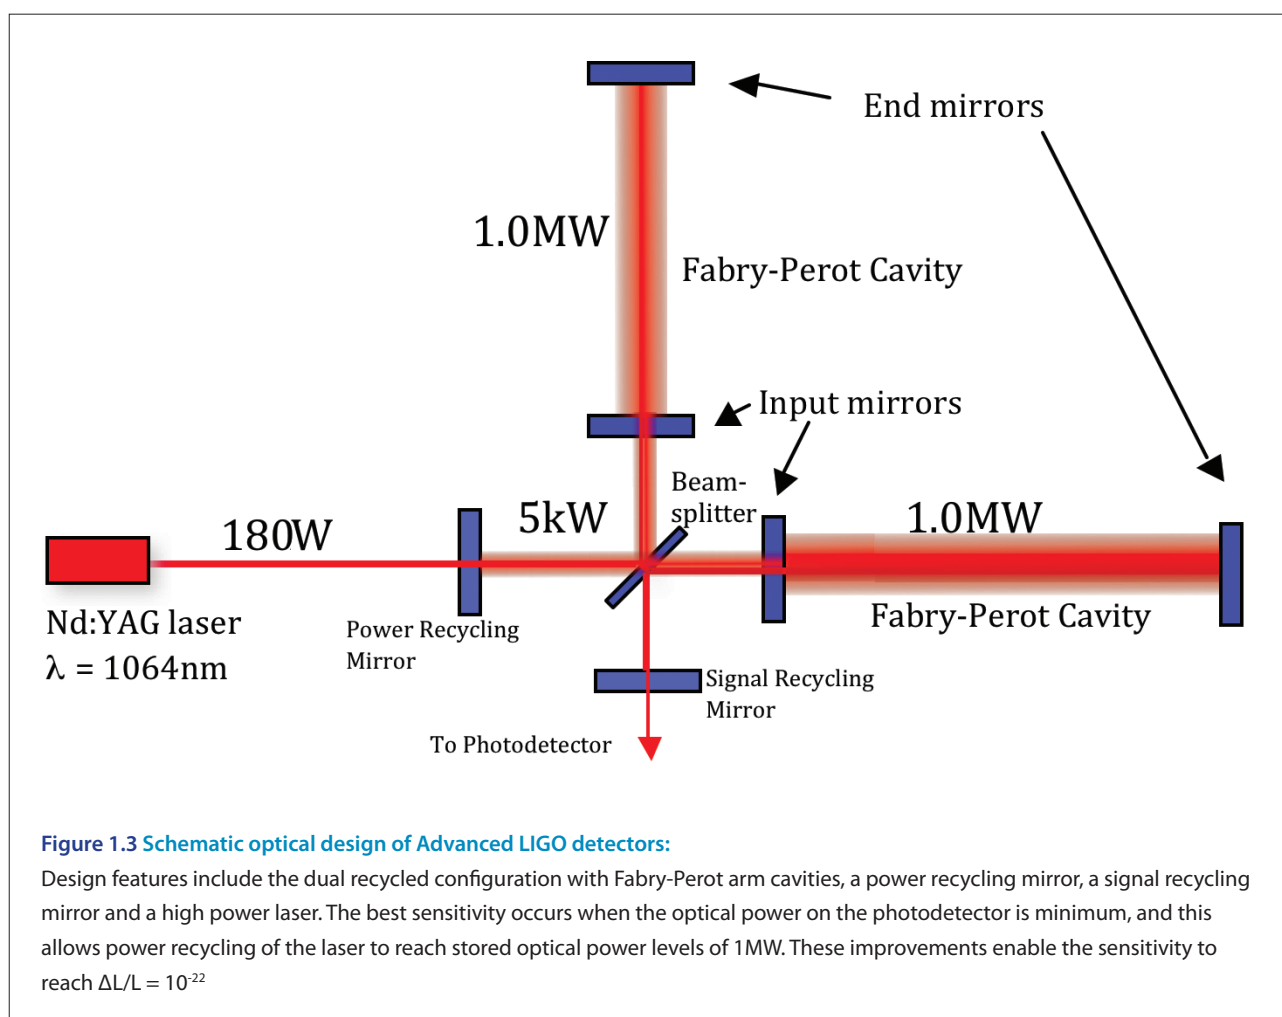 End mirrors
1.0MW
Fabry-Perot Cavity
Input mirrors
Beam-
splitter
180W
5kW
1.0MW
Nd:YAG laser
λ = 1064nm
Power Recycling
Mirror
Fabry-Perot Cavity
Signal Recycling
Mirror
To Photodetector
Figure 1.3 Schematic optical design of Advanced LIGO detectors:
Design features include the dual recycled configuration with Fabry-Perot arm cavities, a power recycling mirror, a signal recycling
mirror and a high power laser. The best sensitivity occurs when the optical power on the photodetector is minimum, and this
allows power recycling of the laser to reach stored optical power levels of 1MW. These improvements enable the sensitivity to
reach ΔL/L = 10⁻²²